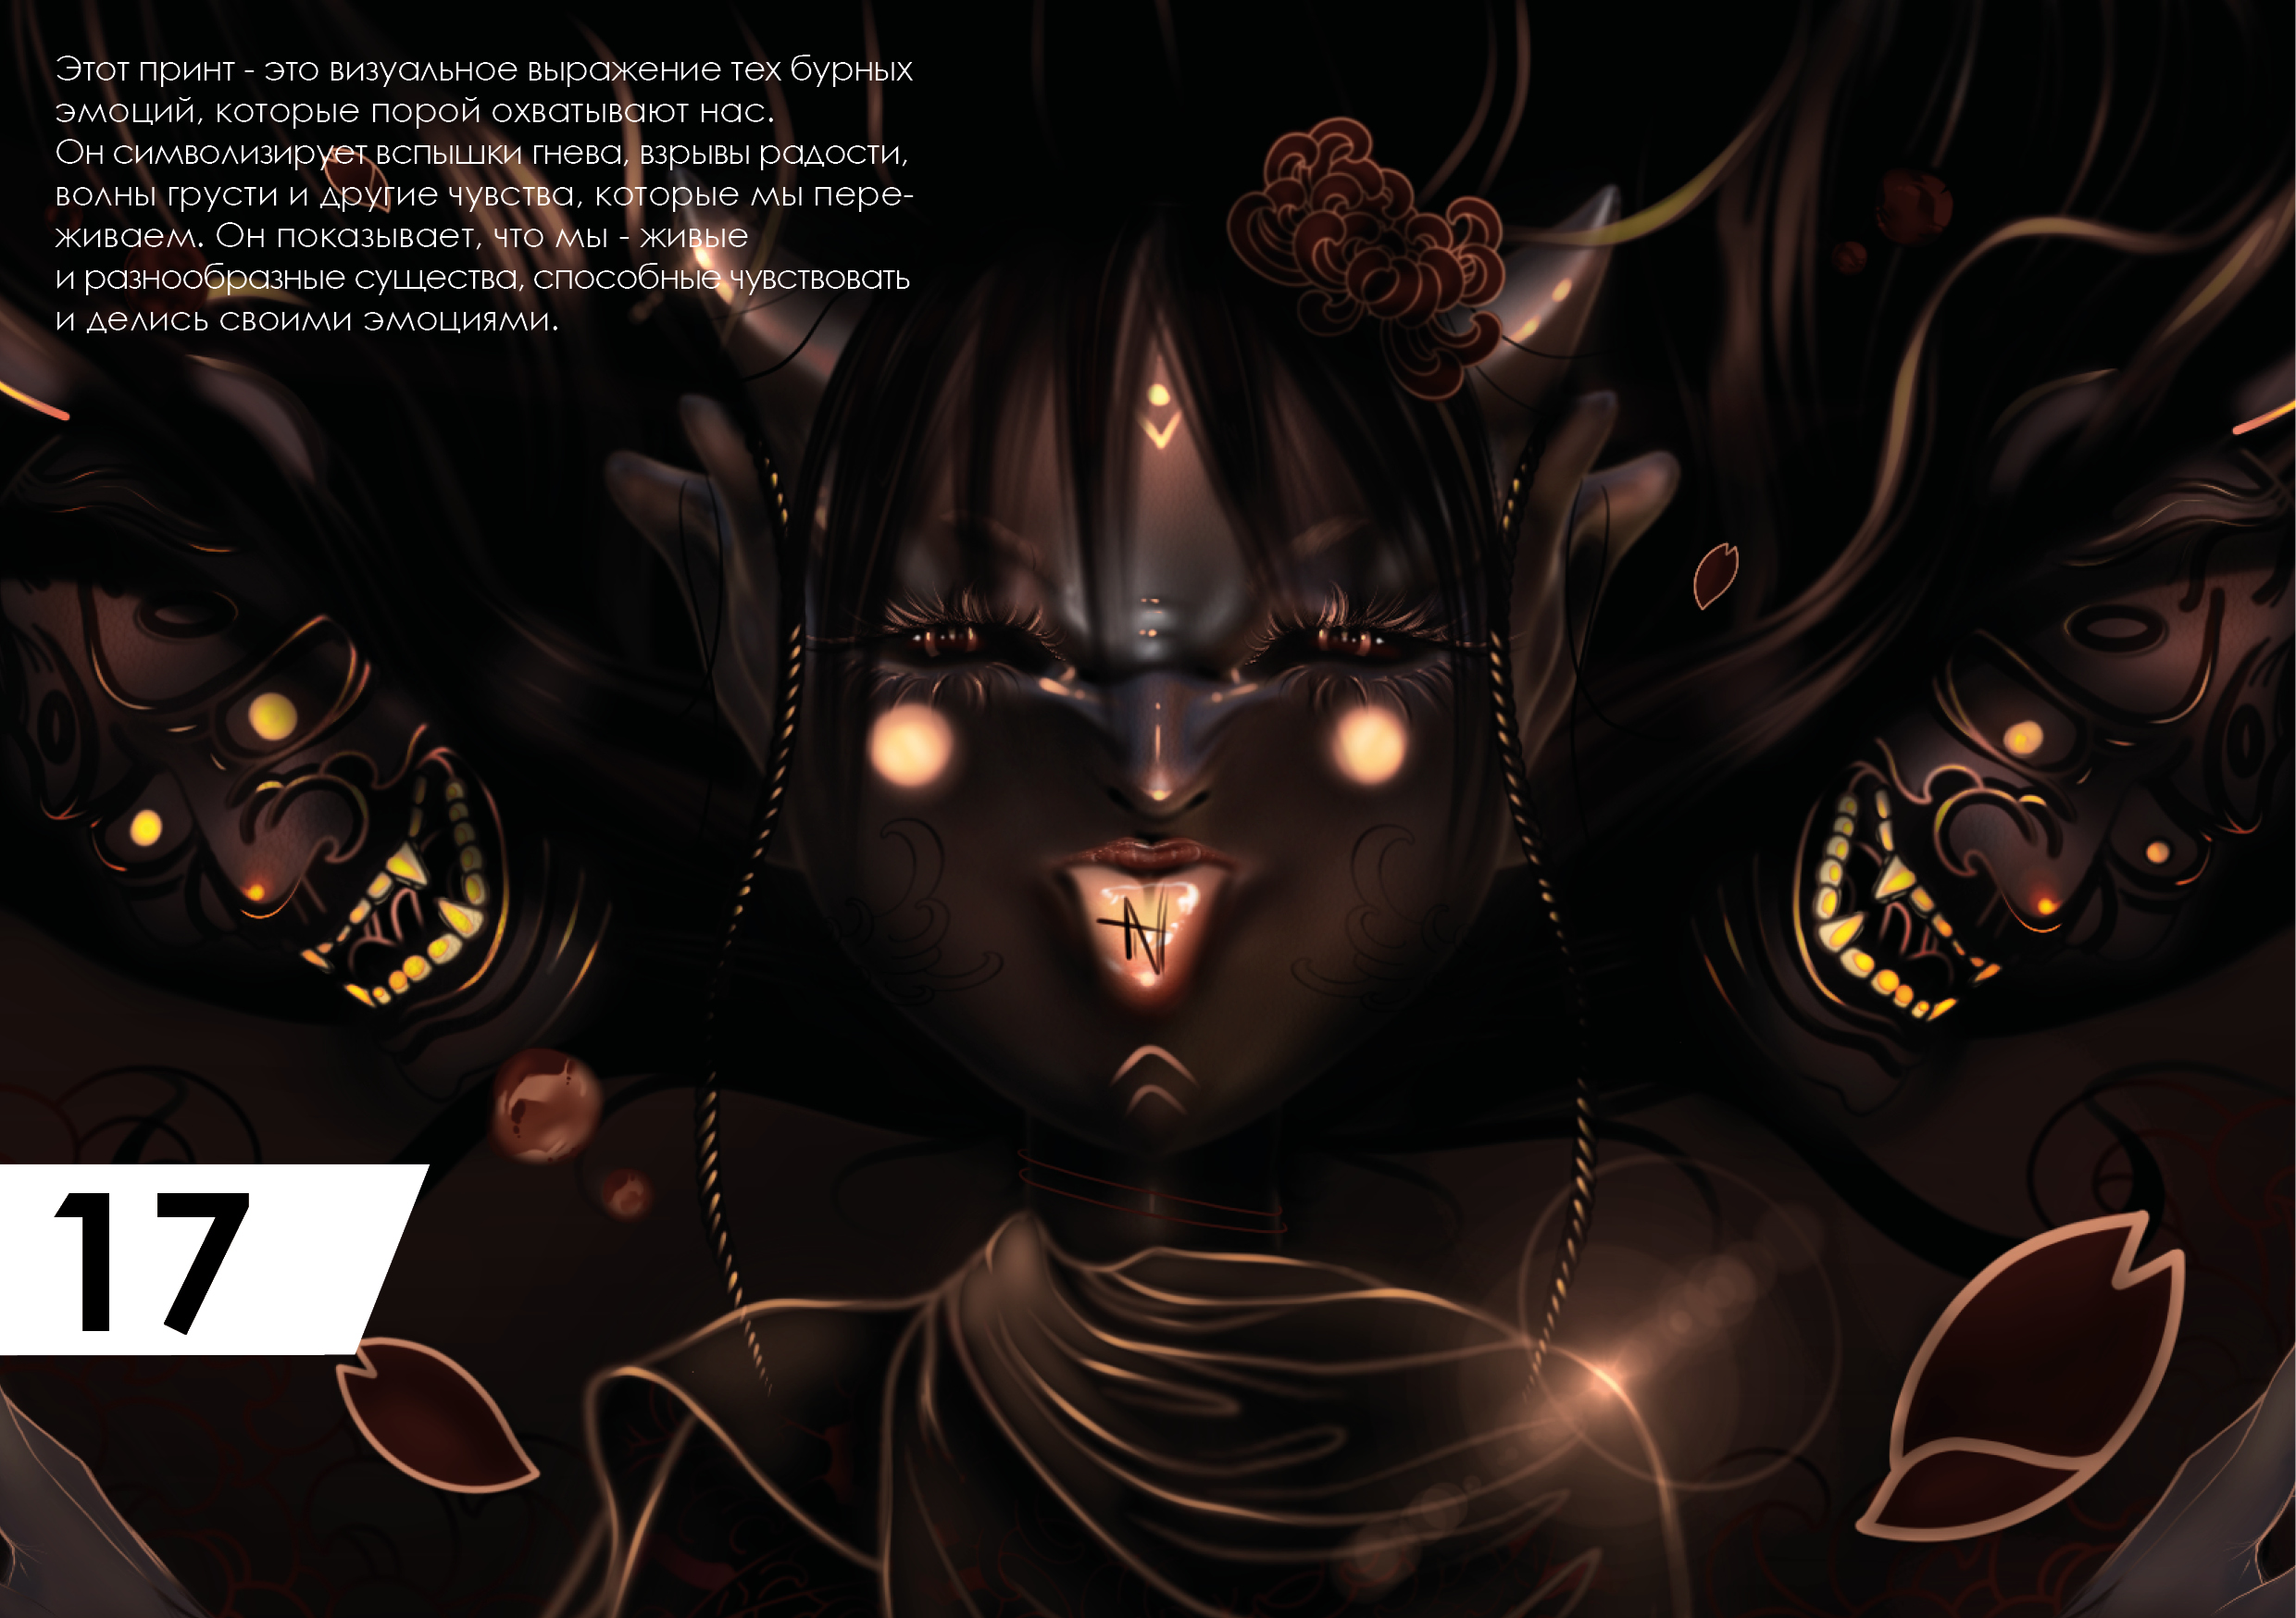 Этот принт - это визуальное выражение тех бурных
эмоций, которые порой охватывают нас.
Он символизирует вспышки гнева, взрывы радости,
волны грусти и другие чувства, которые мы пере-
живаем. Он показывает, что мы - живые
и разнообразные существа, способные чувствовать
и делись своими эмоциями.
17